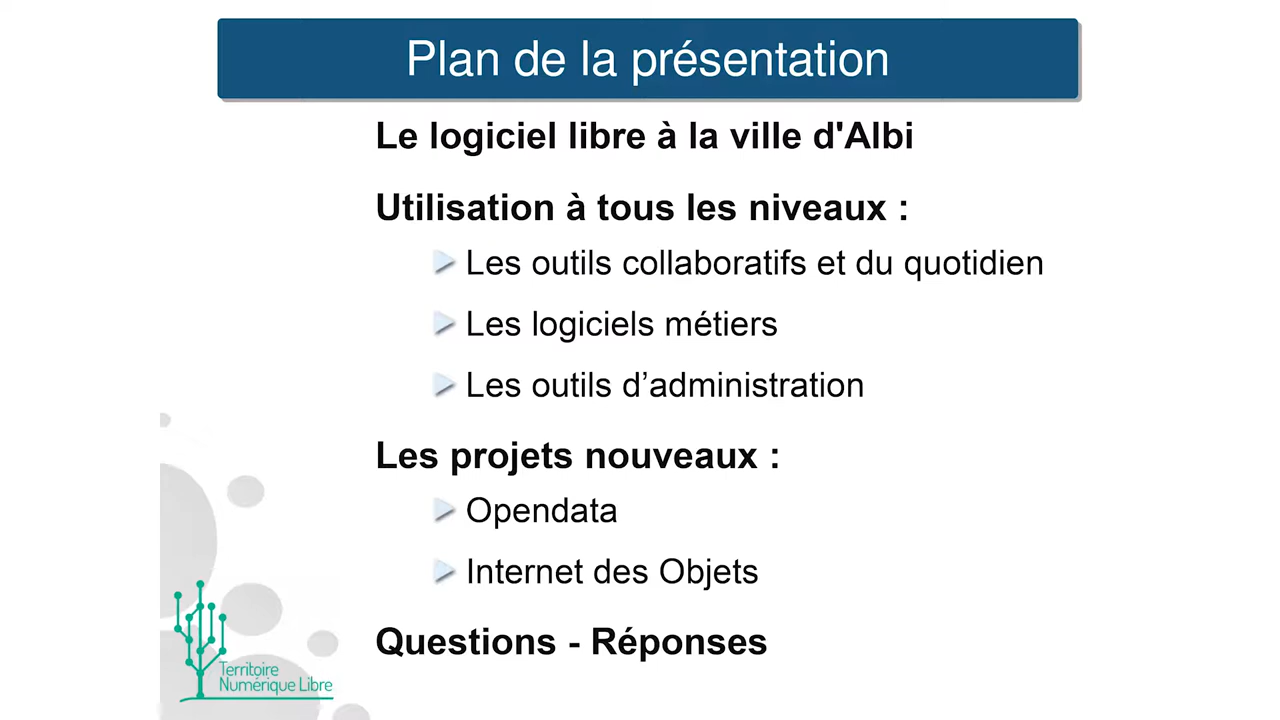 Plan de la présentation
Le logiciel libre à la ville d'Albi
Utilisation à tous les niveaux :
Les outils collaboratifs et du quotidien
Les logiciels métiers
Les outils d’administration
Les projets nouveaux :
Opendata
Internet des Objets
Questions - Réponses
Territoire
Numérique Libre